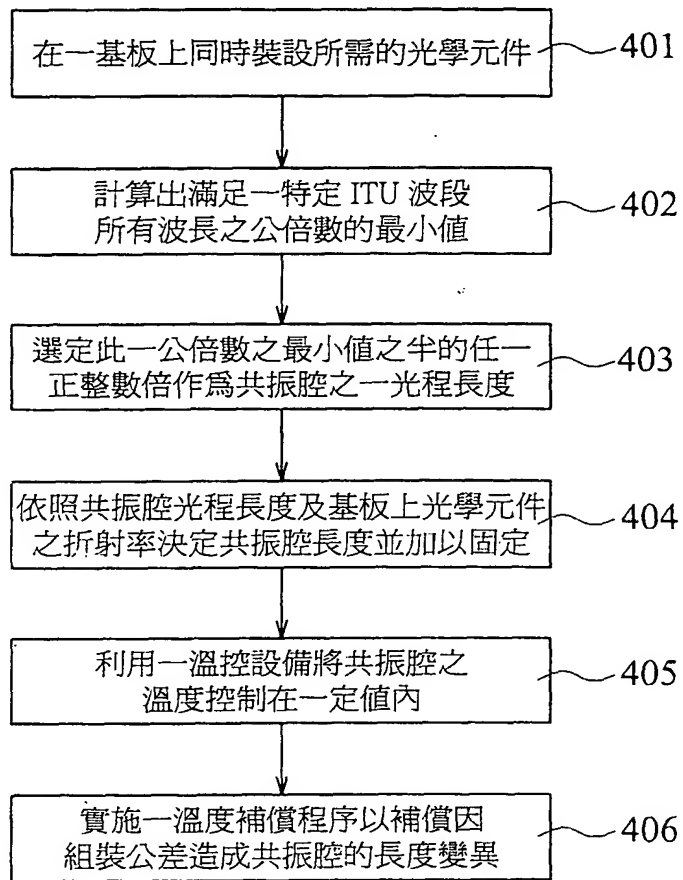 在一基板上同時裝設所需的光學元件
401
計算出滿足一特定 ITU 波段
所有波長之公倍數的最小值
402
選定此一公倍數之最小值之半的任一
正整數倍作爲共振腔之一光程長度
403
依照共振腔光程長度及基板上光學元件
之折射率決定共振腔長度並加以固定
404
利用一溫控設備將共振腔之
溫度控制在一定值內
405
實施一溫度補償程序以補償因
組裝公差造成共振腔的長度變異
406